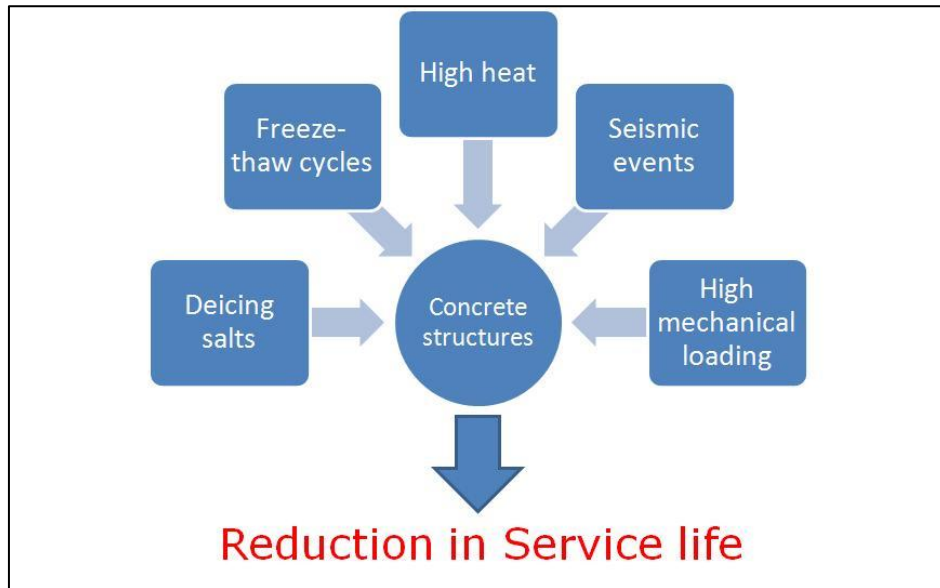 High heat
Freeze-
thaw cycles
Seismic
events
Deicing
salts
Concrete
structures
High
mechanical
loading
Reduction in Service life